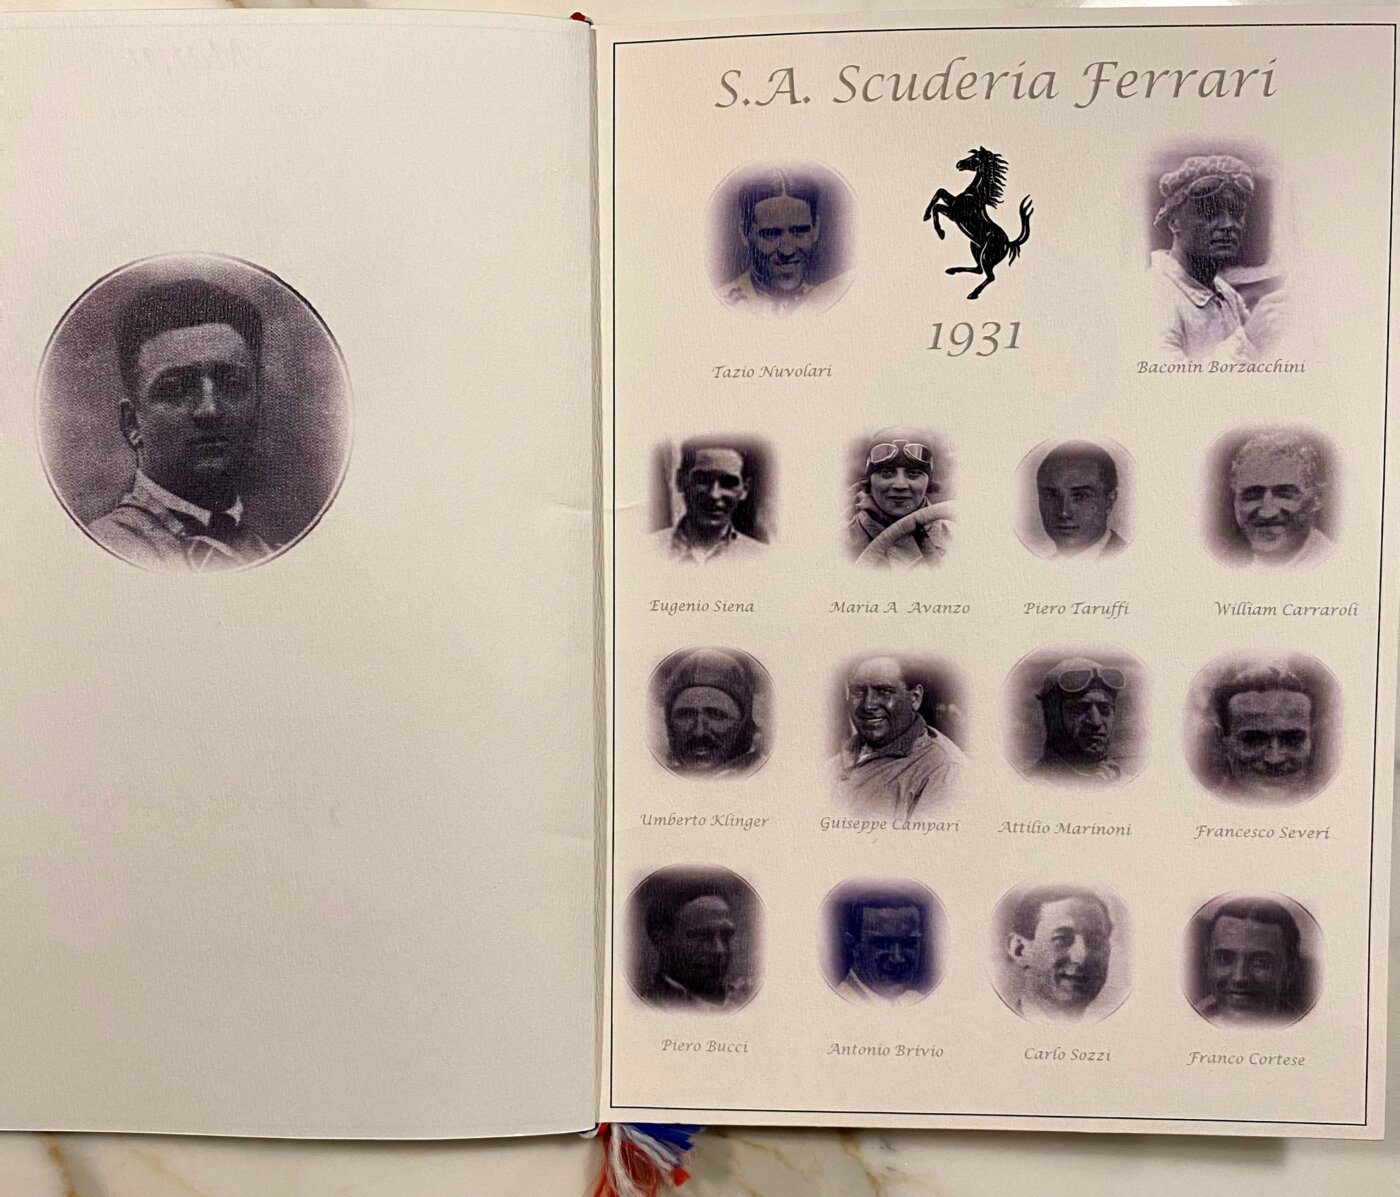 S.A. Scuderia Ferrari
1931
Tazio Nuvolari
Baconin Borzacchini
Eugenio Siena
Maria A Avanzo
Piero Taruffi
William Carraroli
Umberto Klinger
Guiseppe Campari
Attilio Marinoni
Francesco Severi
Piero Bucci
Antonio Brivio
Carlo Sozzi
Franco Cortese